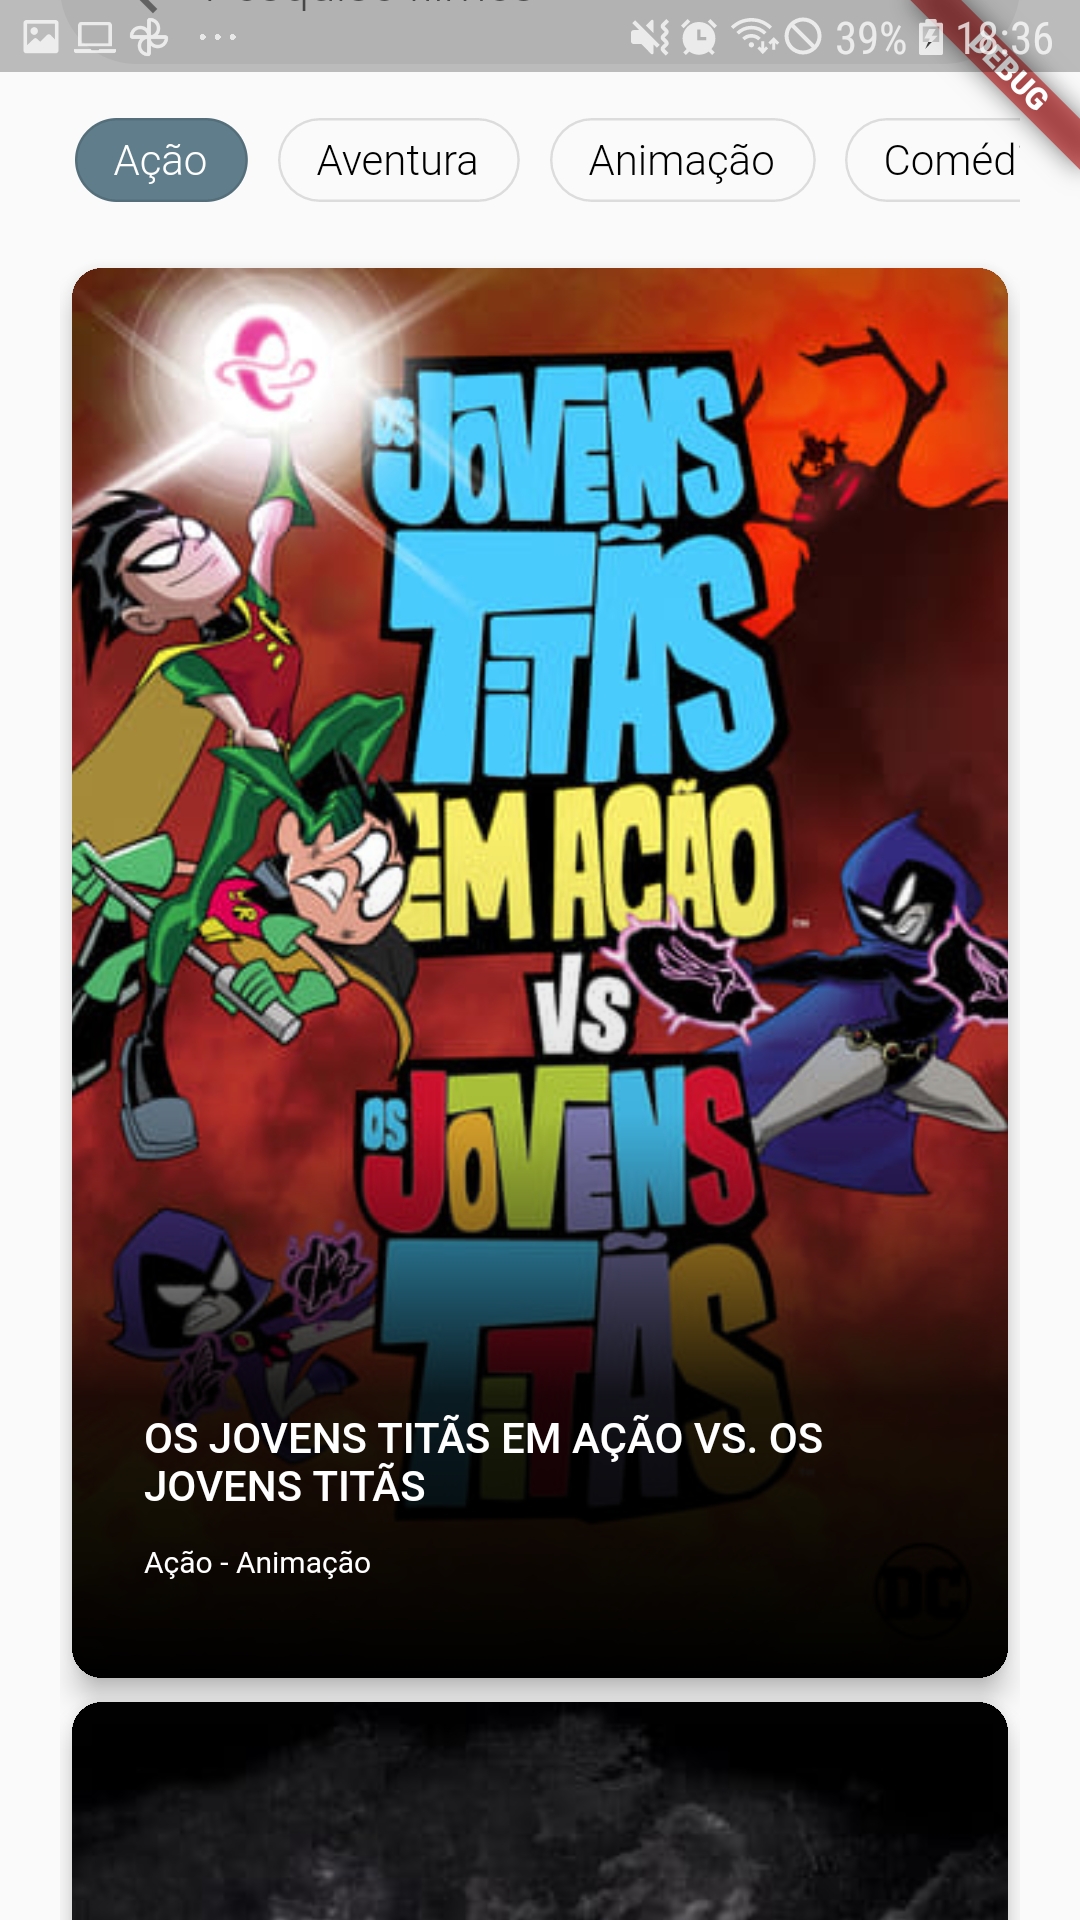 39% 18:36
DEBUG
Ação Aventura Animação Coméd
OS JOVENS
TITÃS
EM AÇÃO
VS
OS JOVENS
TITÃS
OS JOVENS TITÃS EM AÇÃO VS. OS
JOVENS TITÃS
Ação - Animação
DC